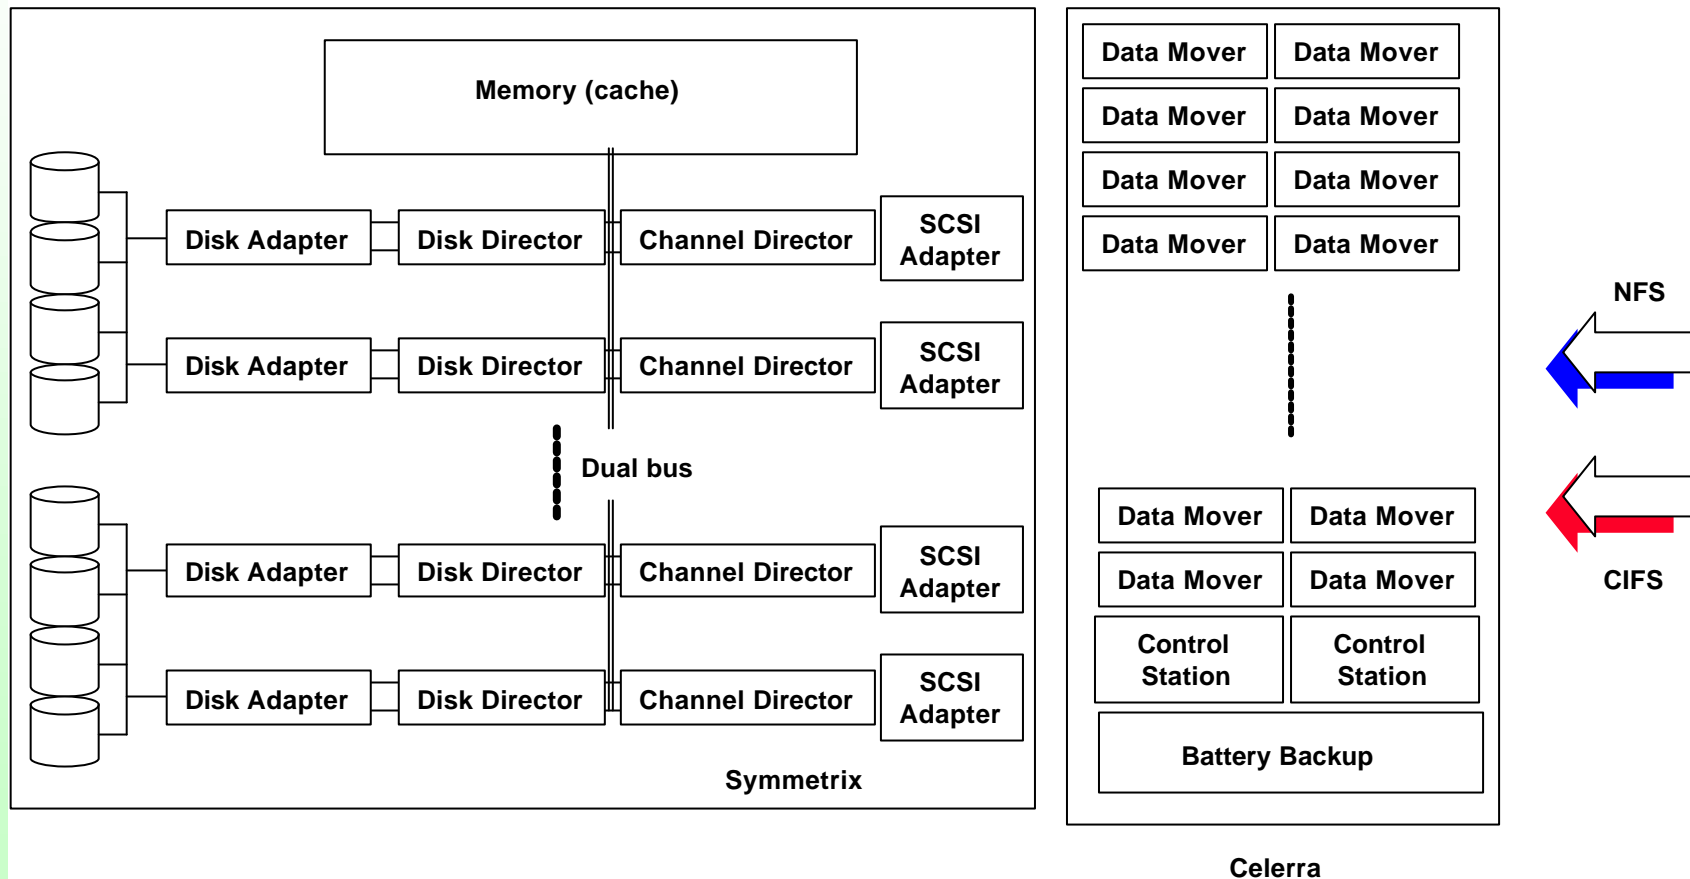 Memory (cache)
Disk Adapter
Disk Director
Channel Director
SCSI
Adapter
Disk Adapter
Disk Director
Channel Director
SCSI
Adapter
Dual bus
Disk Adapter
Disk Director
Channel Director
SCSI
Adapter
Disk Adapter
Disk Director
Channel Director
SCSI
Adapter
Symmetrix
Data Mover
Data Mover
Data Mover
Data Mover
Data Mover
Data Mover
Data Mover
Data Mover
Data Mover
Data Mover
Data Mover
Data Mover
Control
Station
Control
Station
Battery Backup
Celerra
NFS
CIFS